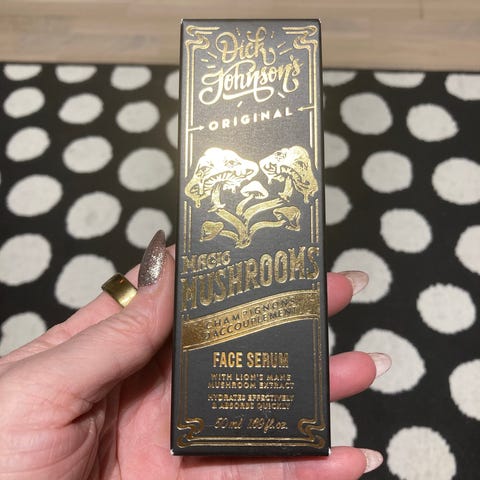 Dick
Johnson's
ORIGINAL
MAGIC
MUSHROOMS
CHAMPIGNONS
D'ACCOUPLEMENT
FACE SERUM
WITH LION'S MANE
MUSHROOM EXTRACT
HYDRATES EFFECTIVELY
& ABSORBS QUICKLY
50 ml 1.69 fl. oz.